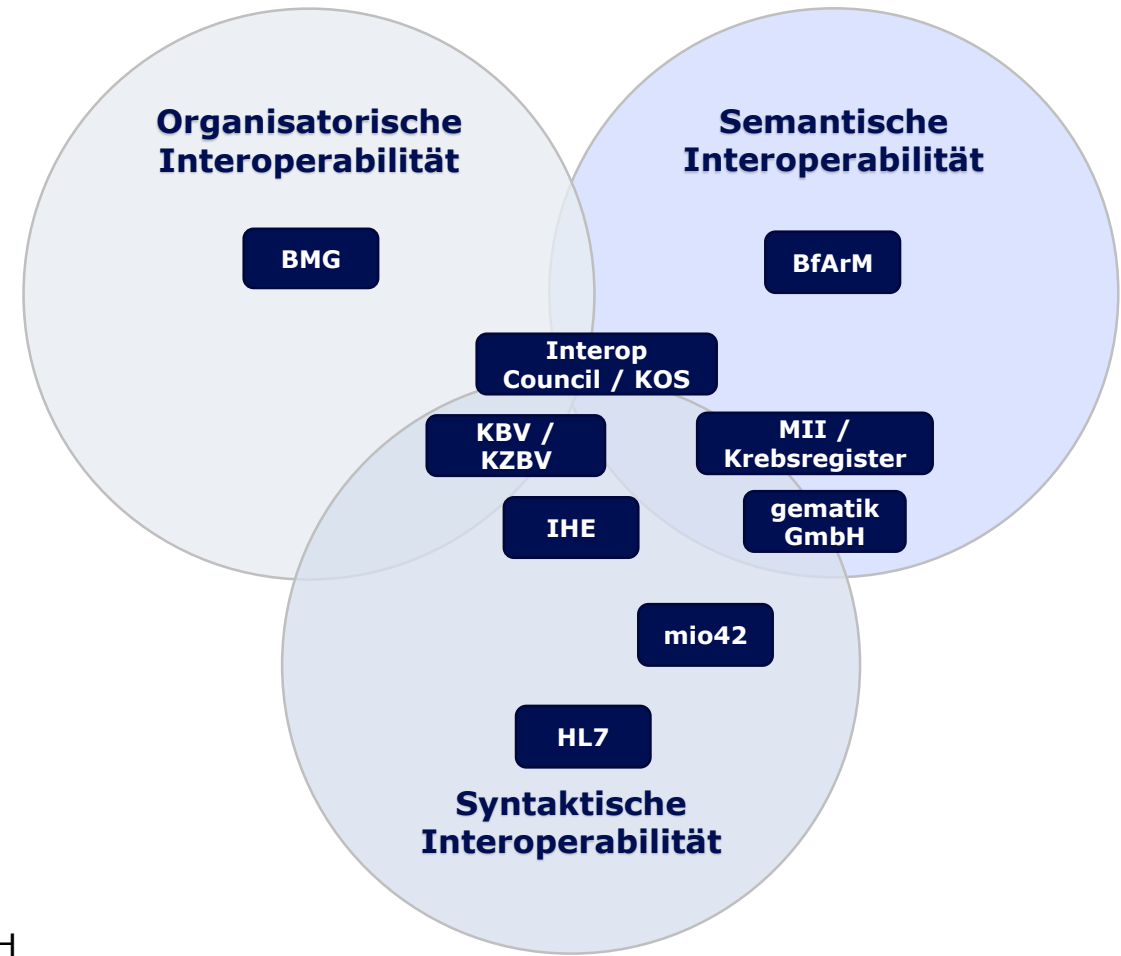 Organisatorische
Interoperabilität
Semantische
Interoperabilität
BMG
BfArM
Interop
Council / KOS
KBV /
KZBV
MII /
Krebsregister
IHE
gematik
GmbH
mio42
HL7
Syntaktische
Interoperabilität
H